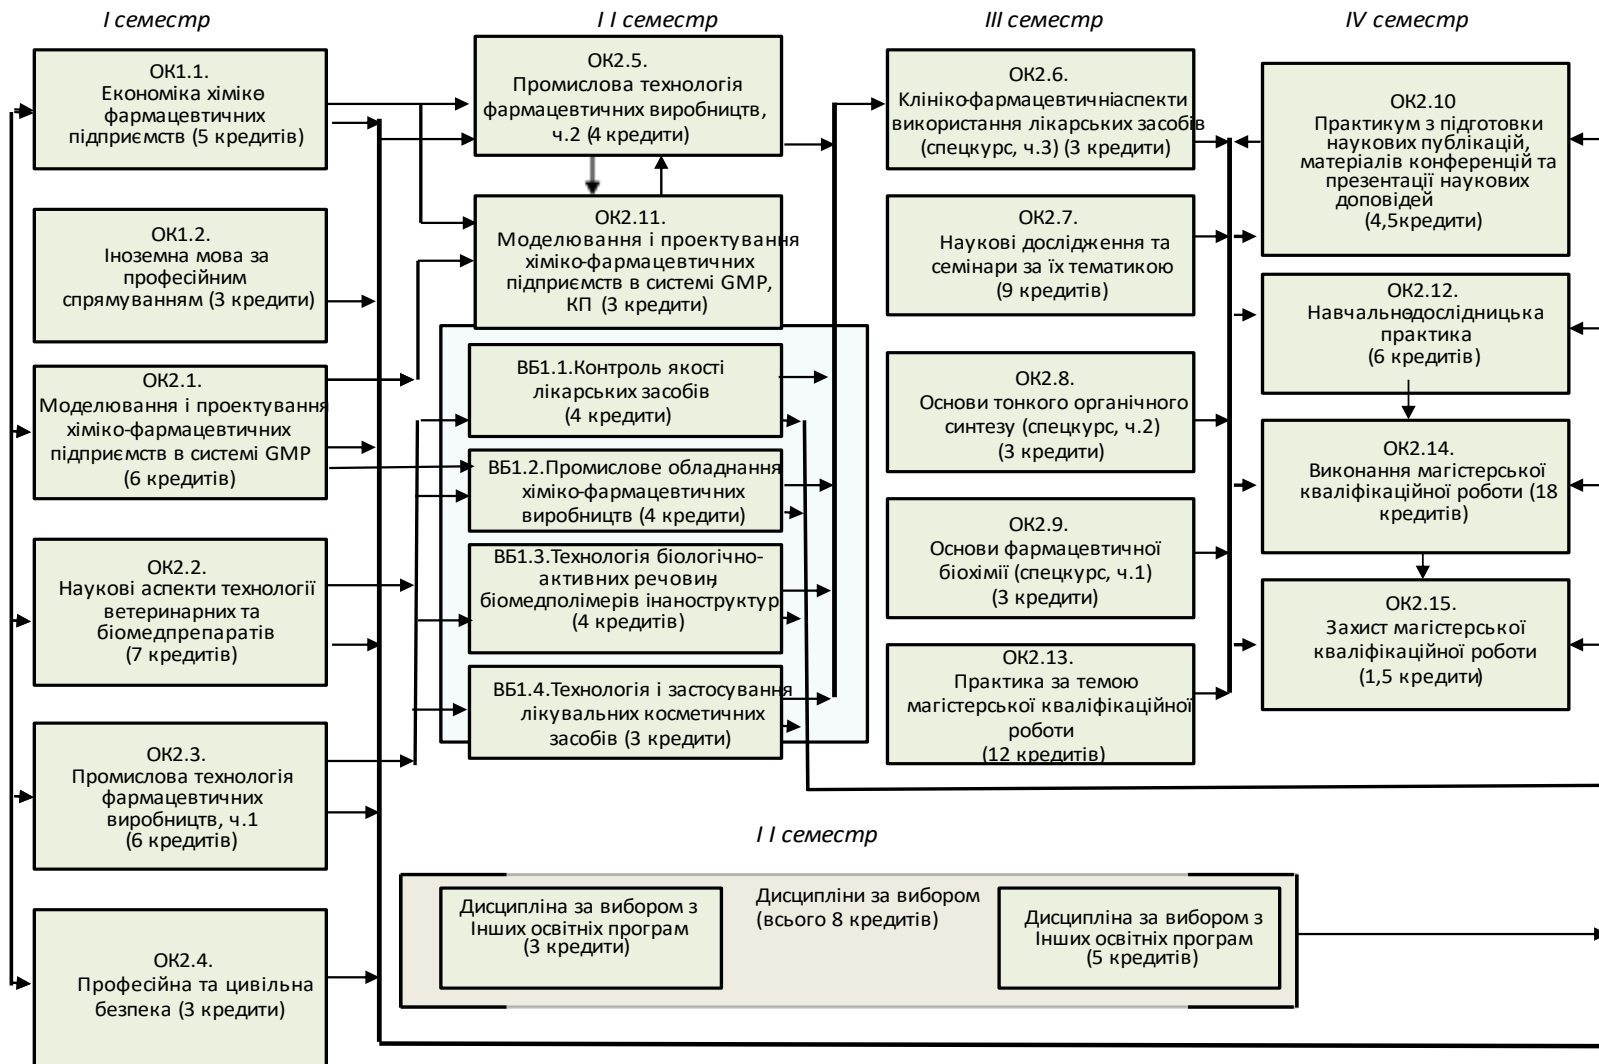 I семестр
I I семестр
III семестр
IV семестр
ОК1.1.
Економіка хіміко
фармацевтичних
підприємств (5 кредитів)
ОК1.2.
Іноземна мова за
професійним
спрямуванням (3 кредити)
ОК2.1.
Моделювання і проектування
хіміко-фармацевтичних
підприємств в системі GMP
(6 кредитів)
ОК2.2.
Наукові аспекти технології
ветеринарних та
біомедпрепаратів
(7 кредитів)
ОК2.3.
Промислова технологія
фармацевтичних
виробництв, ч.1
(6 кредитів)
ОК2.4.
Професійна та цивільна
безпека (3 кредити)
ОК2.5.
Промислова технологія
фармацевтичних виробництв,
ч.2 (4 кредити)
ОК2.11.
Моделювання і проектування
хіміко-фармацевтичних
підприємств в системі GMP,
КП (3 кредити)
ВБ1.1.Контроль якості
лікарських засобів
(4 кредити)
ВБ1.2.Промислове обладнання
хіміко-фармацевтичних
виробництв (4 кредити)
ВБ1.3.Технологія біологічно-
активних речовин,
біомедполімерів інаноструктур
(4 кредитів)
ВБ1.4.Технологія і застосування
лікувальних косметичних
засобів (3 кредити)
ОК2.6.
Клініко-фармацевтичніаспекти
використання лікарських засобів
(спецкурс, ч.3) (3 кредити)
ОК2.7.
Наукові дослідження та
семінари за їх тематикою
(9 кредитів)
ОК2.8.
Основи тонкого органічного
синтезу (спецкурс, ч.2)
(3 кредити)
ОК2.9.
Основи фармацевтичної
біохімії (спецкурс, ч.1)
(3 кредити)
ОК2.13.
Практика за темою
магістерської кваліфікаційної
роботи
(12 кредитів)
ОК2.10
Практикум з підготовки
наукових публікацій,
матеріалів конференцій та
презентації наукових
доповідей
(4,5кредити)
ОК2.12.
Навчальнодослідницька
практика
(6 кредитів)
ОК2.14.
Виконання магістерської
кваліфікаційної роботи (18
кредитів)
ОК2.15.
Захист магістерської
кваліфікаційної роботи
(1,5 кредити)
I I семестр
Дисципліна за вибором з
Інших освітніх програм
(3 кредити)
Дисципліни за вибором
(всього 8 кредитів)
Дисципліна за вибором з
Інших освітніх програм
(5 кредитів)